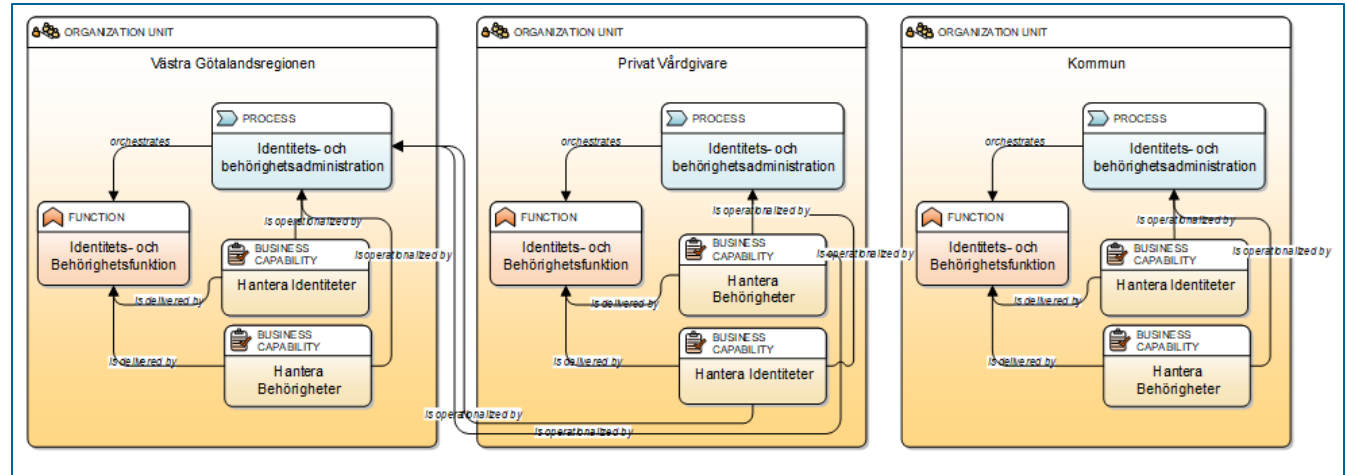 ORGANIZATION UNIT
Västra Götalandsregionen
PROCESS
Identitets- och
behörighetsadministration
orchestrates
FUNCTION
Identitets- och
Behörighetsfunktion
Is operationalized by
BUSINESS
CAPABILITY
Hantera Identiteter
Is operationalized by
Is delivered by
BUSINESS
CAPABILITY
Hantera
Behörigheter
Is delivered by
ORGANIZATION UNIT
Privat Vårdgivare
PROCESS
Identitets- och
behörighetsadministration
orchestrates
FUNCTION
Identitets- och
Behörighetsfunktion
Is operationalized by
BUSINESS
CAPABILITY
Hantera
Behörigheter
Is operationalized by
Is delivered by
BUSINESS
CAPABILITY
Hantera Identiteter
Is delivered by
Is operationalized by
Is operationalized by
ORGANIZATION UNIT
Kommun
PROCESS
Identitets- och
behörighetsadministration
orchestrates
FUNCTION
Identitets- och
Behörighetsfunktion
Is operationalized by
BUSINESS
CAPABILITY
Hantera Identiteter
Is operationalized by
Is delivered by
BUSINESS
CAPABILITY
Hantera
Behörigheter
Is delivered by